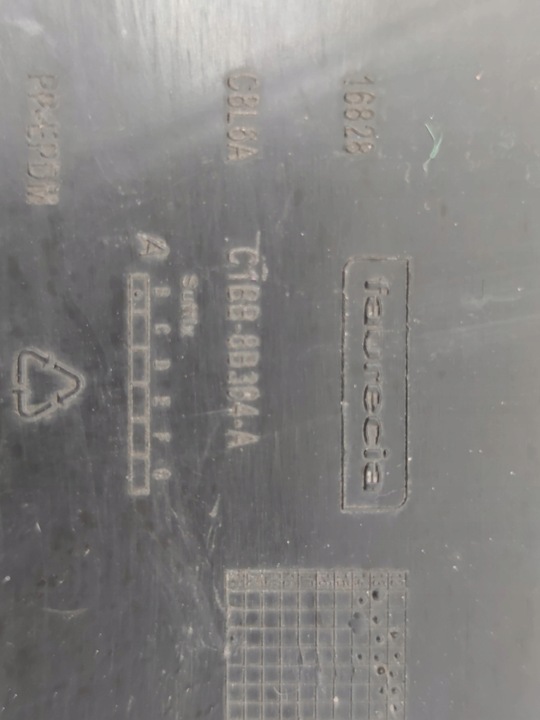 16828
faurecia
C8L6A
C1BB-8B384-A
Suffix
A B C D E F G
PP+EPDM